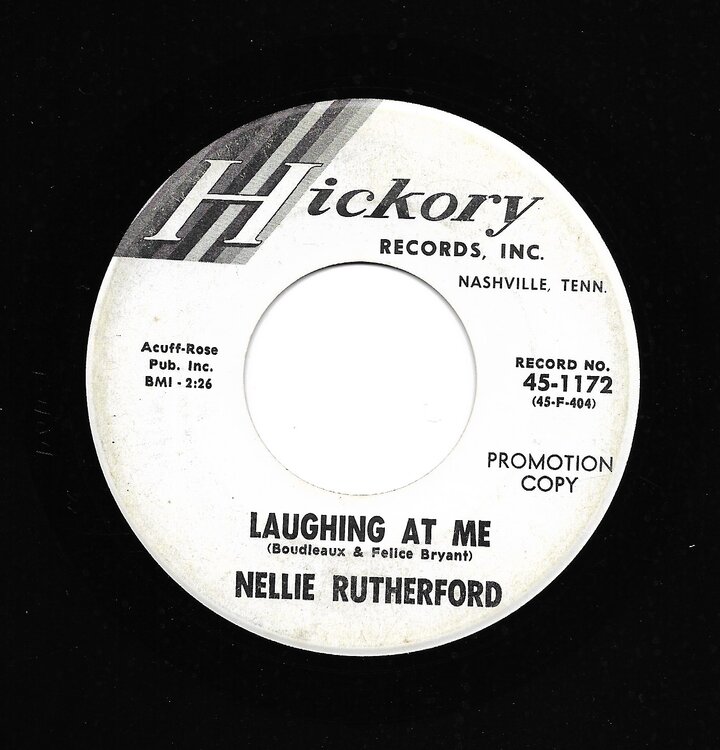 Hickory
RECORDS, INC.
NASHVILLE, TENN.
Acuff-Rose
Pub. Inc.
BMI - 2:26
RECORD NO.
45-1172
(45-F-404)
PROMOTION
COPY
LAUGHING AT ME
(Boudleaux & Felice Bryant)
NELLIE RUTHERFORD